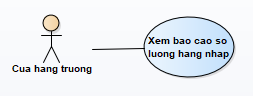 Xem bao cao so
luong hang nhap
Cua hang truong